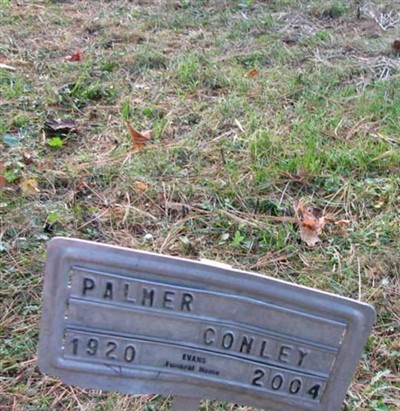 PALMER
CONLEY
1920 EVANS 2004
Funeral Home